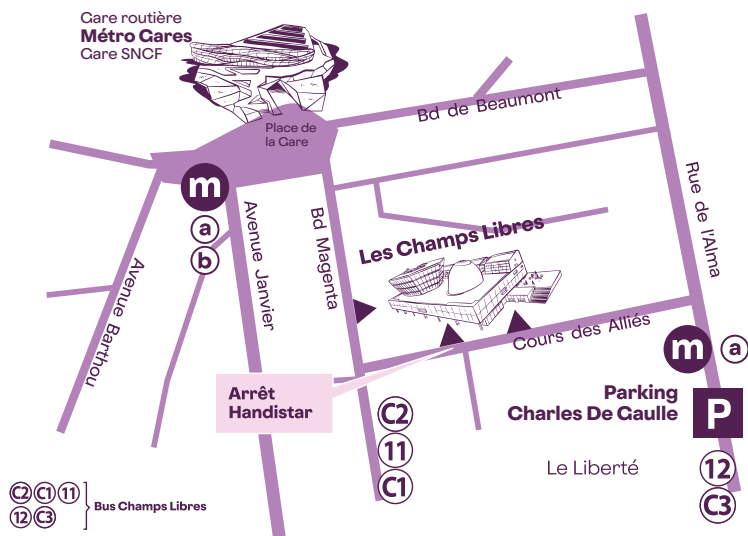 Gare routière
Métro Gares
Gare SNCF
Place de
la Gare
Bd de Beaumont
m
a
b
Avenue Barthou
Avenue Janvier
Bd Magenta
Rue de l'Alma
Les Champs Libres
Cours des Alliés
m
a
Arrêt
Handistar
Parking
Charles De Gaulle
P
C2
11
C1
Le Liberté
12
C3
C2 C1 11
12 C3
Bus Champs Libres